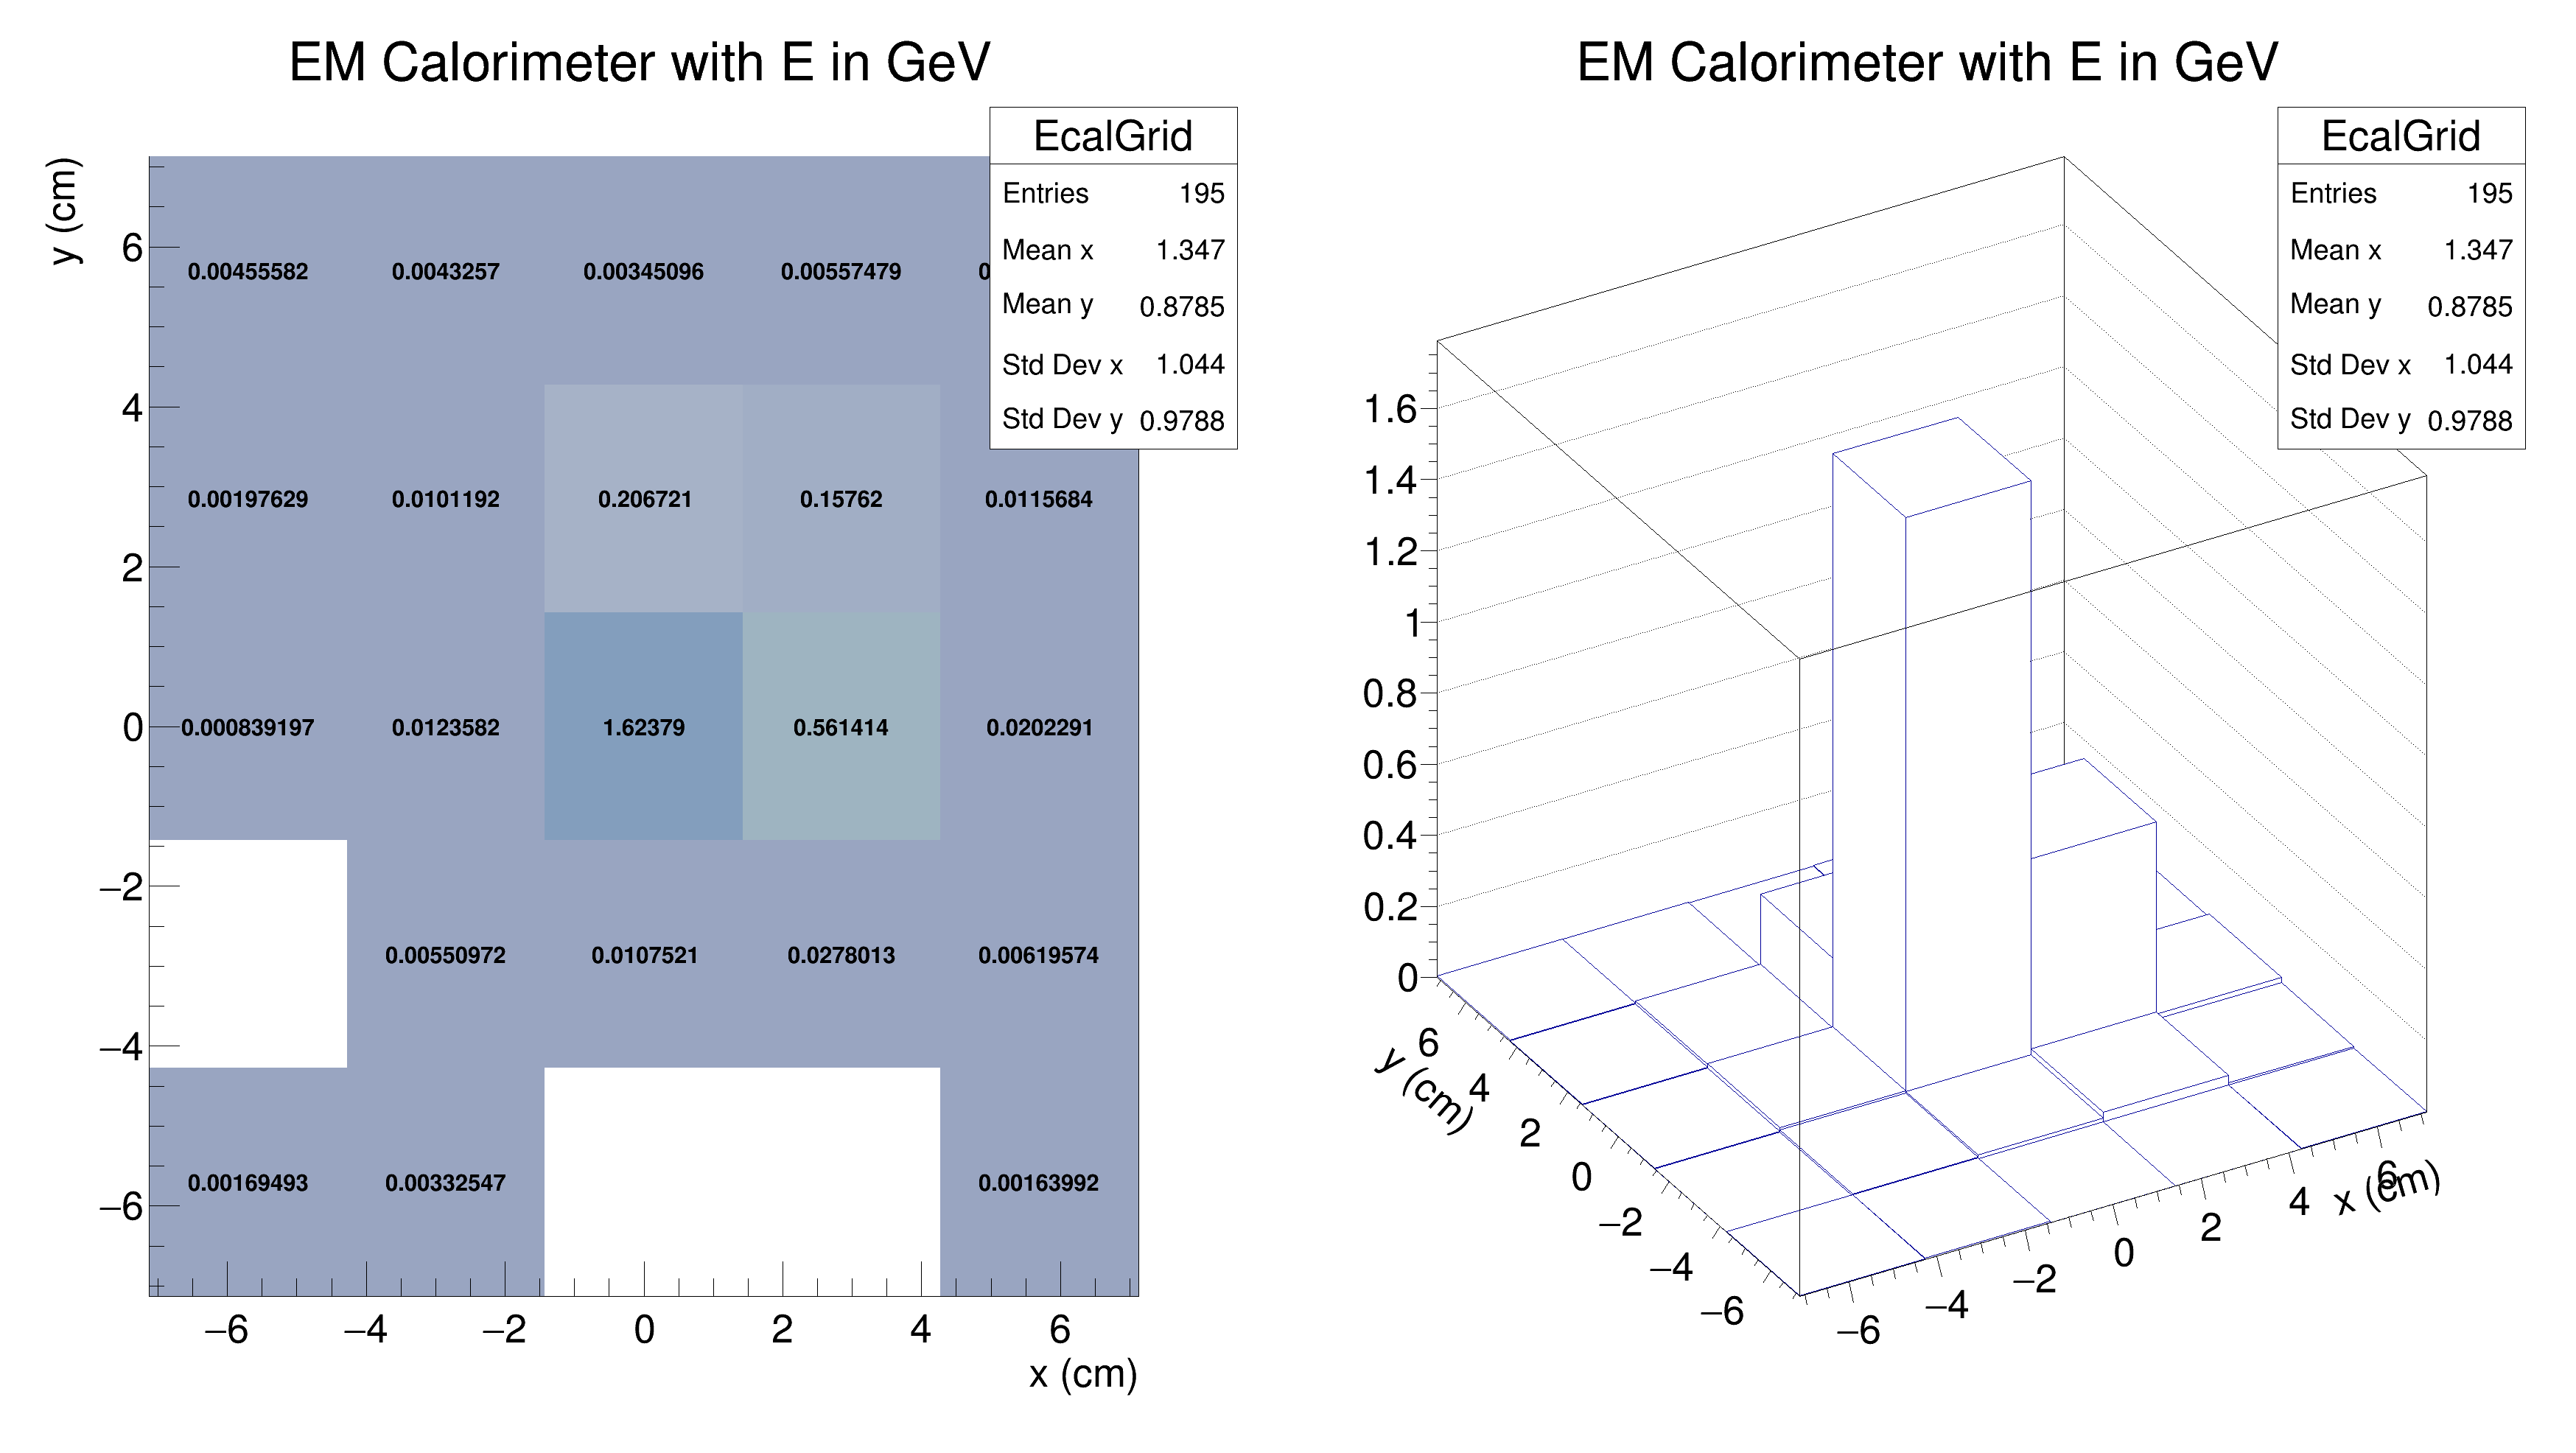 EM Calorimeter with E in GeV
EcalGrid
Entries 195
Mean x 1.347
Mean y 0.8785
Std Dev x 1.044
Std Dev y 0.9788
y (cm)
6
4
2
0
−2
−4
−6
0.00455582 0.0043257 0.00345096 0.00557479 0
0.00197629 0.0101192 0.206721 0.15762 0.0115684
0.000839197 0.0123582 1.62379 0.561414 0.0202291
0.00550972 0.0107521 0.0278013 0.00619574
0.00169493 0.00332547 0.00163992
−6 −4 −2 0 2 4 6
x (cm)
EM Calorimeter with E in GeV
EcalGrid
Entries 195
Mean x 1.347
Mean y 0.8785
Std Dev x 1.044
Std Dev y 0.9788
1.6
1.4
1.2
1
0.8
0.6
0.4
0.2
0
6
4
2
0
−2
−4
−6
y (cm)
−6 −4 −2 0 2 4 6
x (cm)